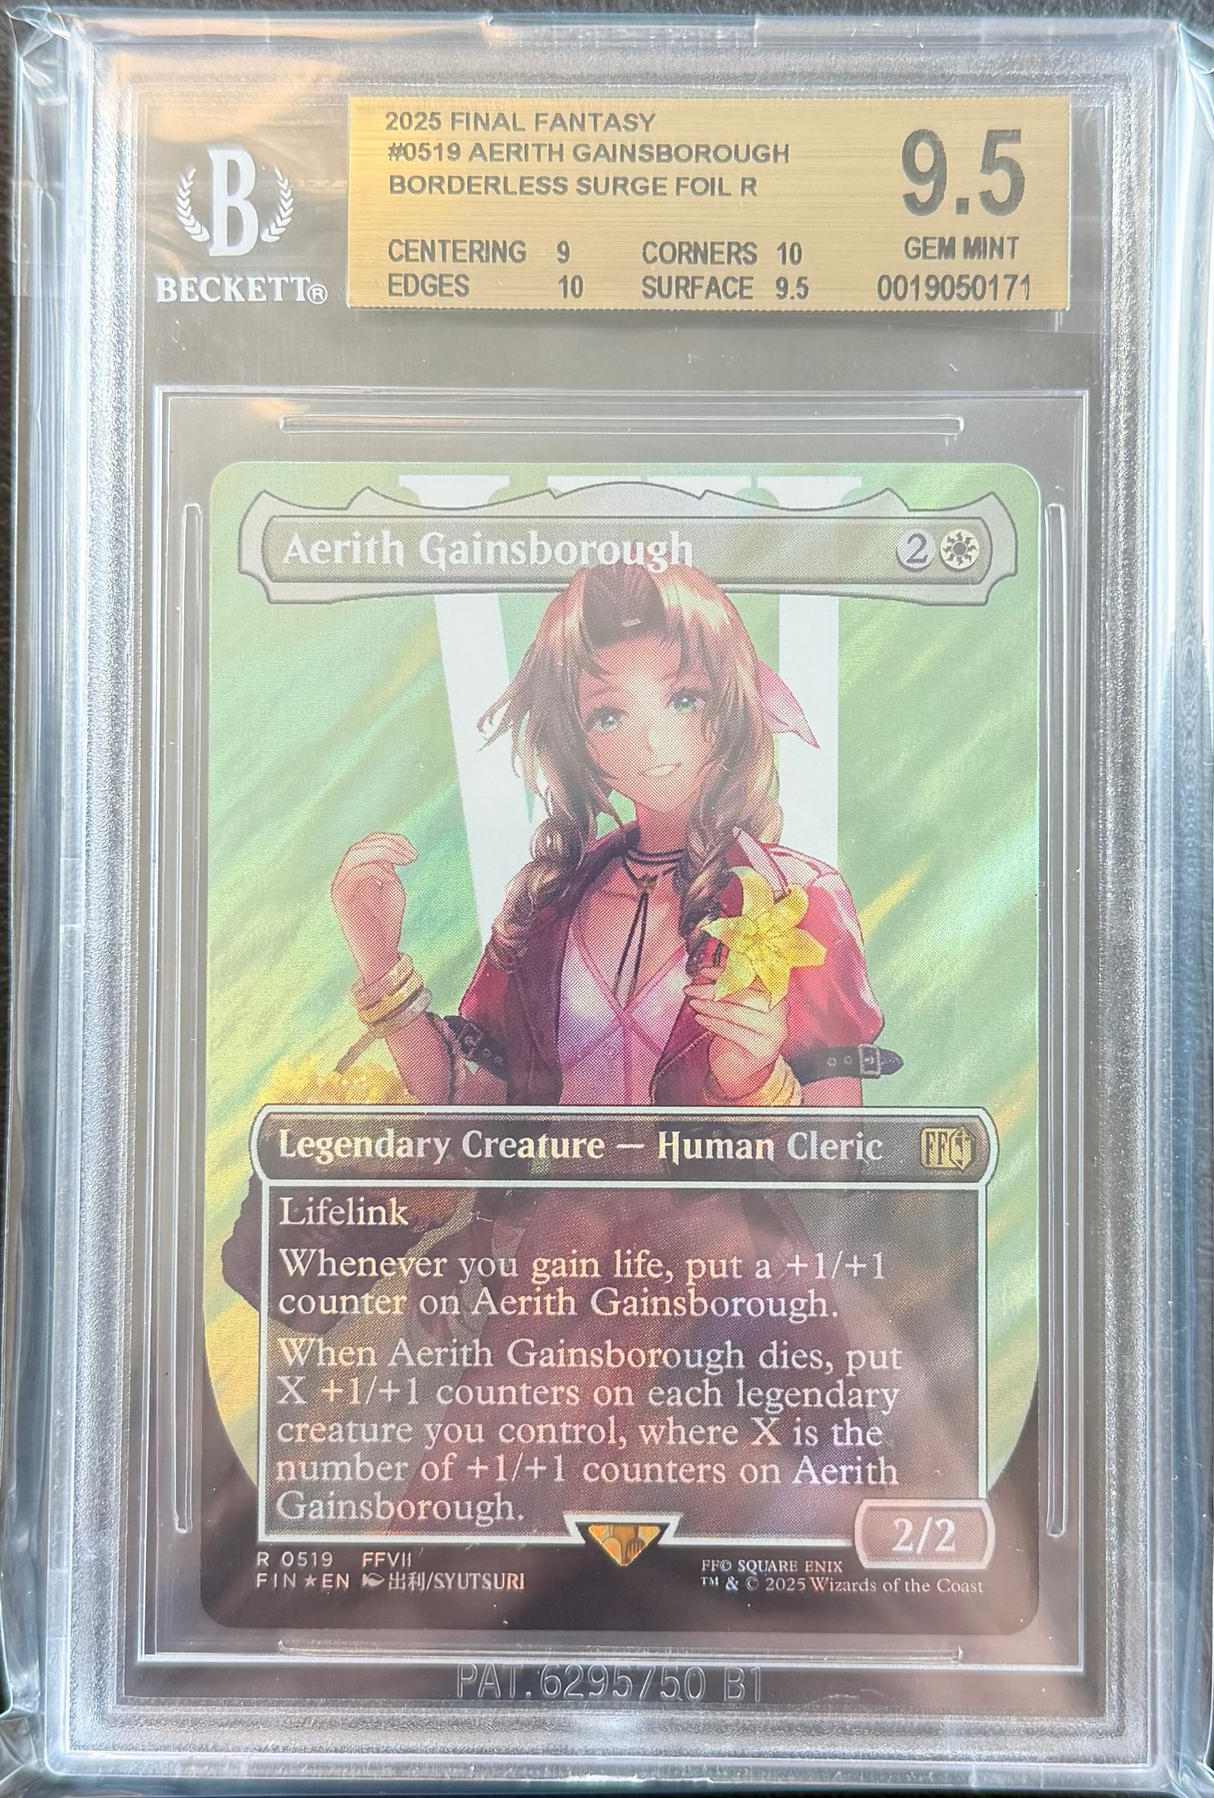 2025 FINAL FANTASY
#0519 AERITH GAINSBOROUGH
BORDERLESS SURGE FOIL R
9.5
CENTERING 9 CORNERS 10 GEM MINT
EDGES 10 SURFACE 9.5 0019050171
B
BECKETT®
VII
Aerith Gainsborough 2
Legendary Creature — Human Cleric FF
Lifelink
Whenever you gain life, put a +1/+1
counter on Aerith Gainsborough.
When Aerith Gainsborough dies, put
X +1/+1 counters on each legendary
creature you control, where X is the
number of +1/+1 counters on Aerith
Gainsborough.
2/2
R 0519 FFVII
FIN★EN 出利/SYUTSURI
FF© SQUARE ENIX
™ & © 2025 Wizards of the Coast
PAT.6295750 B1